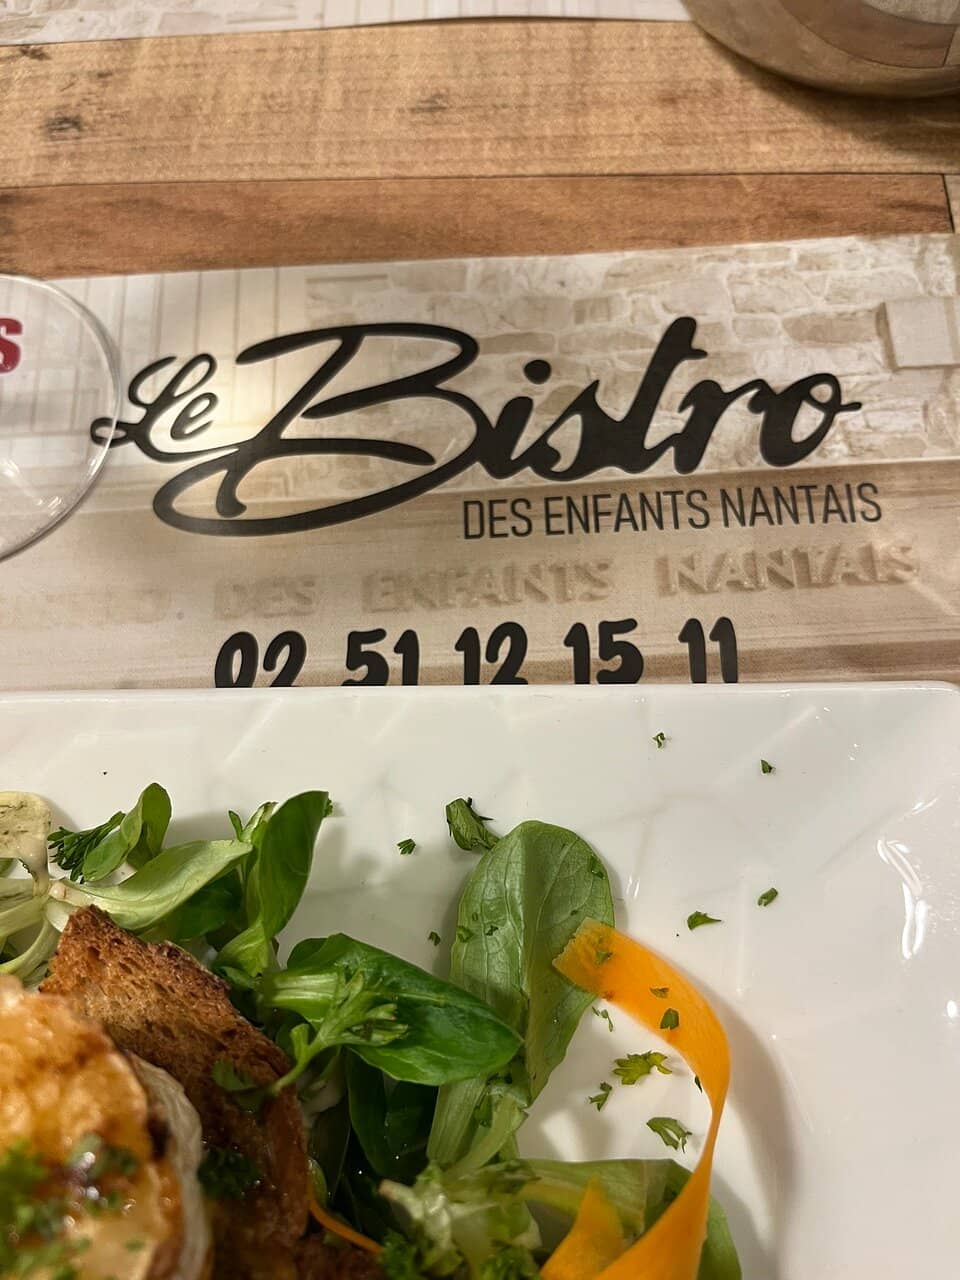 S
Le Bistro
DES ENFANTS NANTAIS
DES ENFANTS NANTAIS
02 51 12 15 11